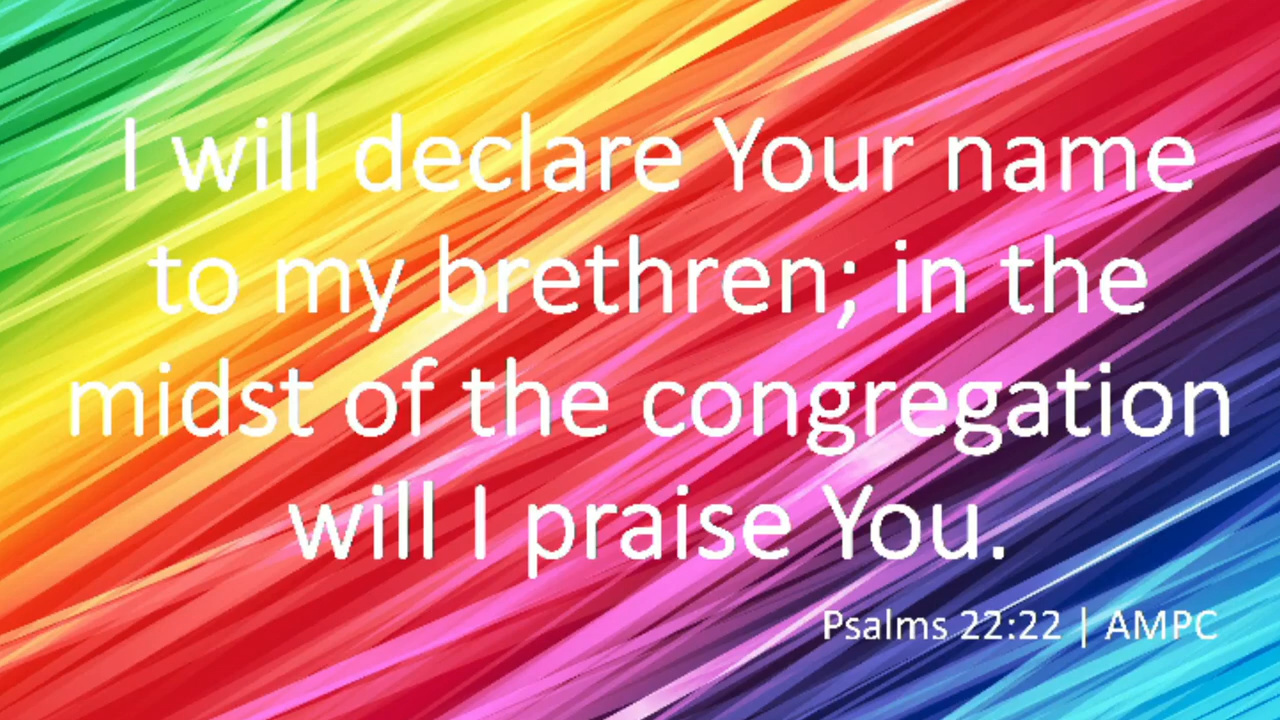 I will declare Your name
to my brethren; in the
midst of the congregation
will I praise You.
Psalms 22:22 | AMPC